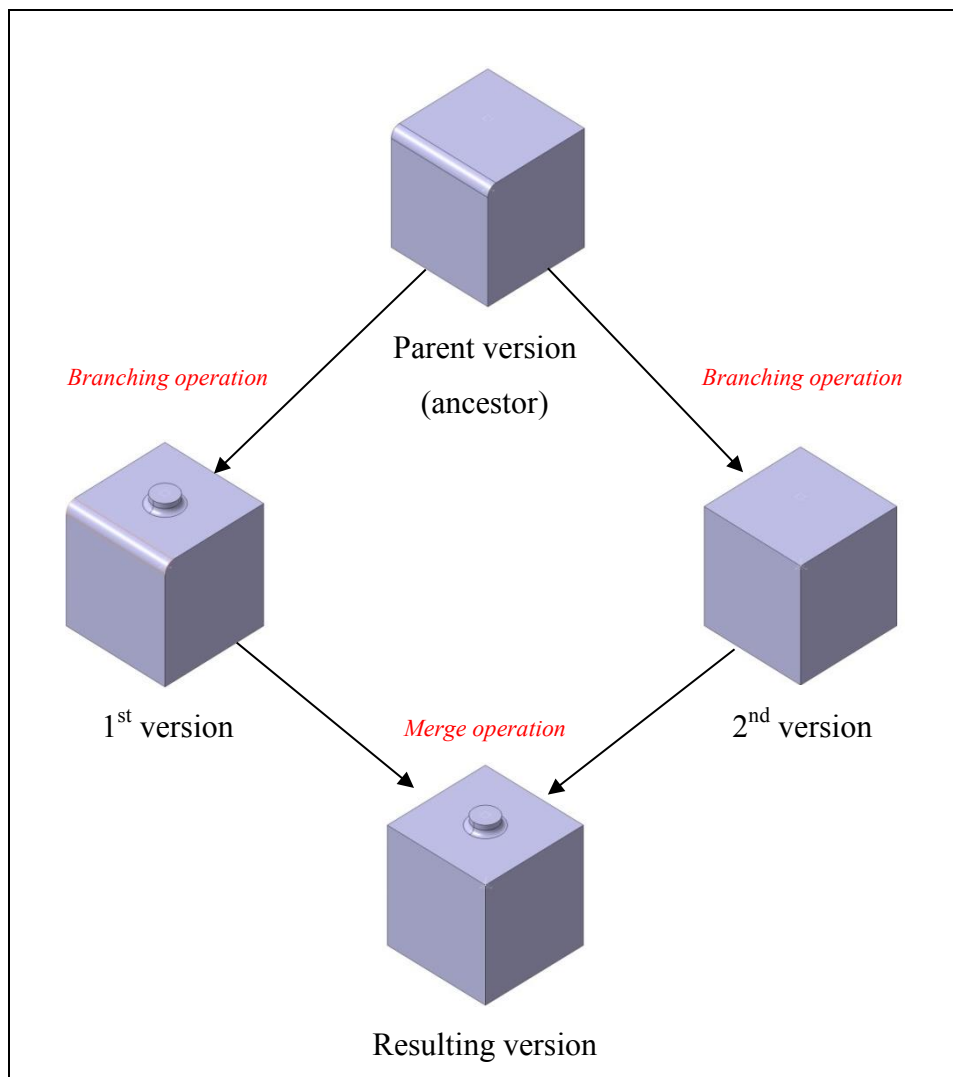 Parent version
(ancestor)
Branching operation
Branching operation
1st version
2nd version
Merge operation
Resulting version